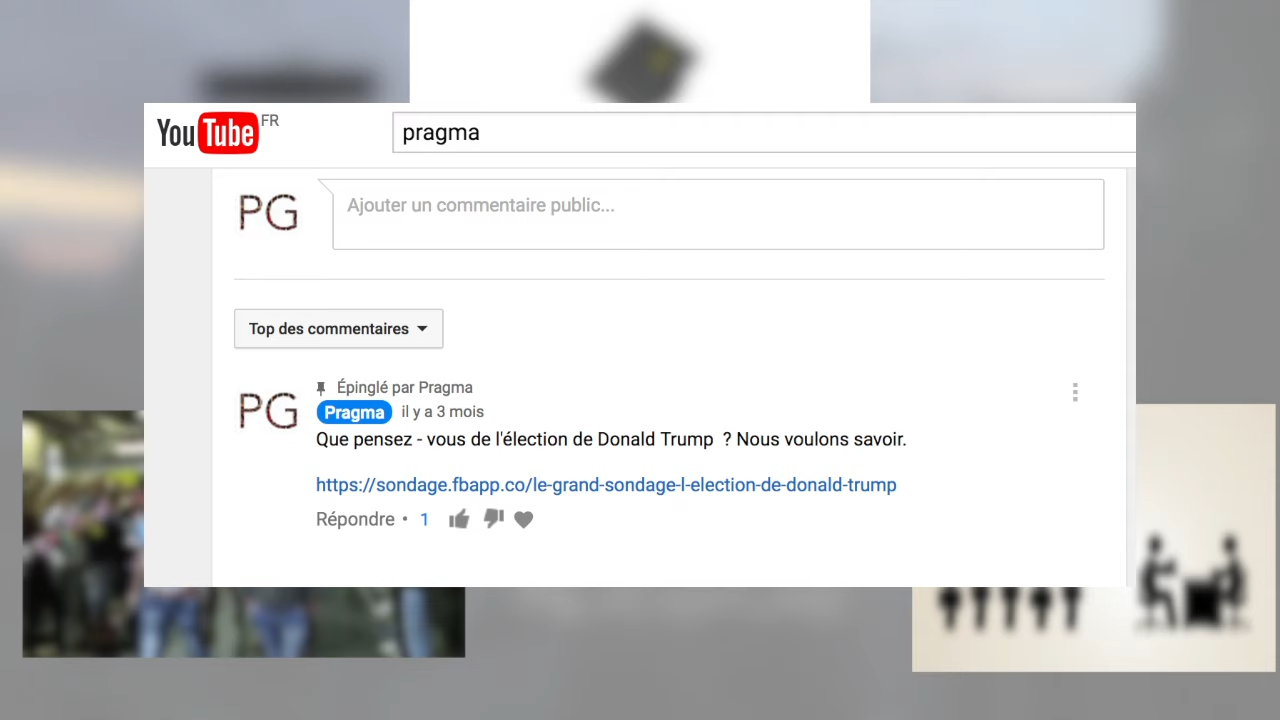 YouTube FR
pragma
PG
Ajouter un commentaire public...
Top des commentaires
Épinglé par Pragma
PG
Pragma il y a 3 mois
Que pensez - vous de l'élection de Donald Trump  ? Nous voulons savoir.
https://sondage.fbapp.co/le-grand-sondage-l-election-de-donald-trump
Répondre • 1